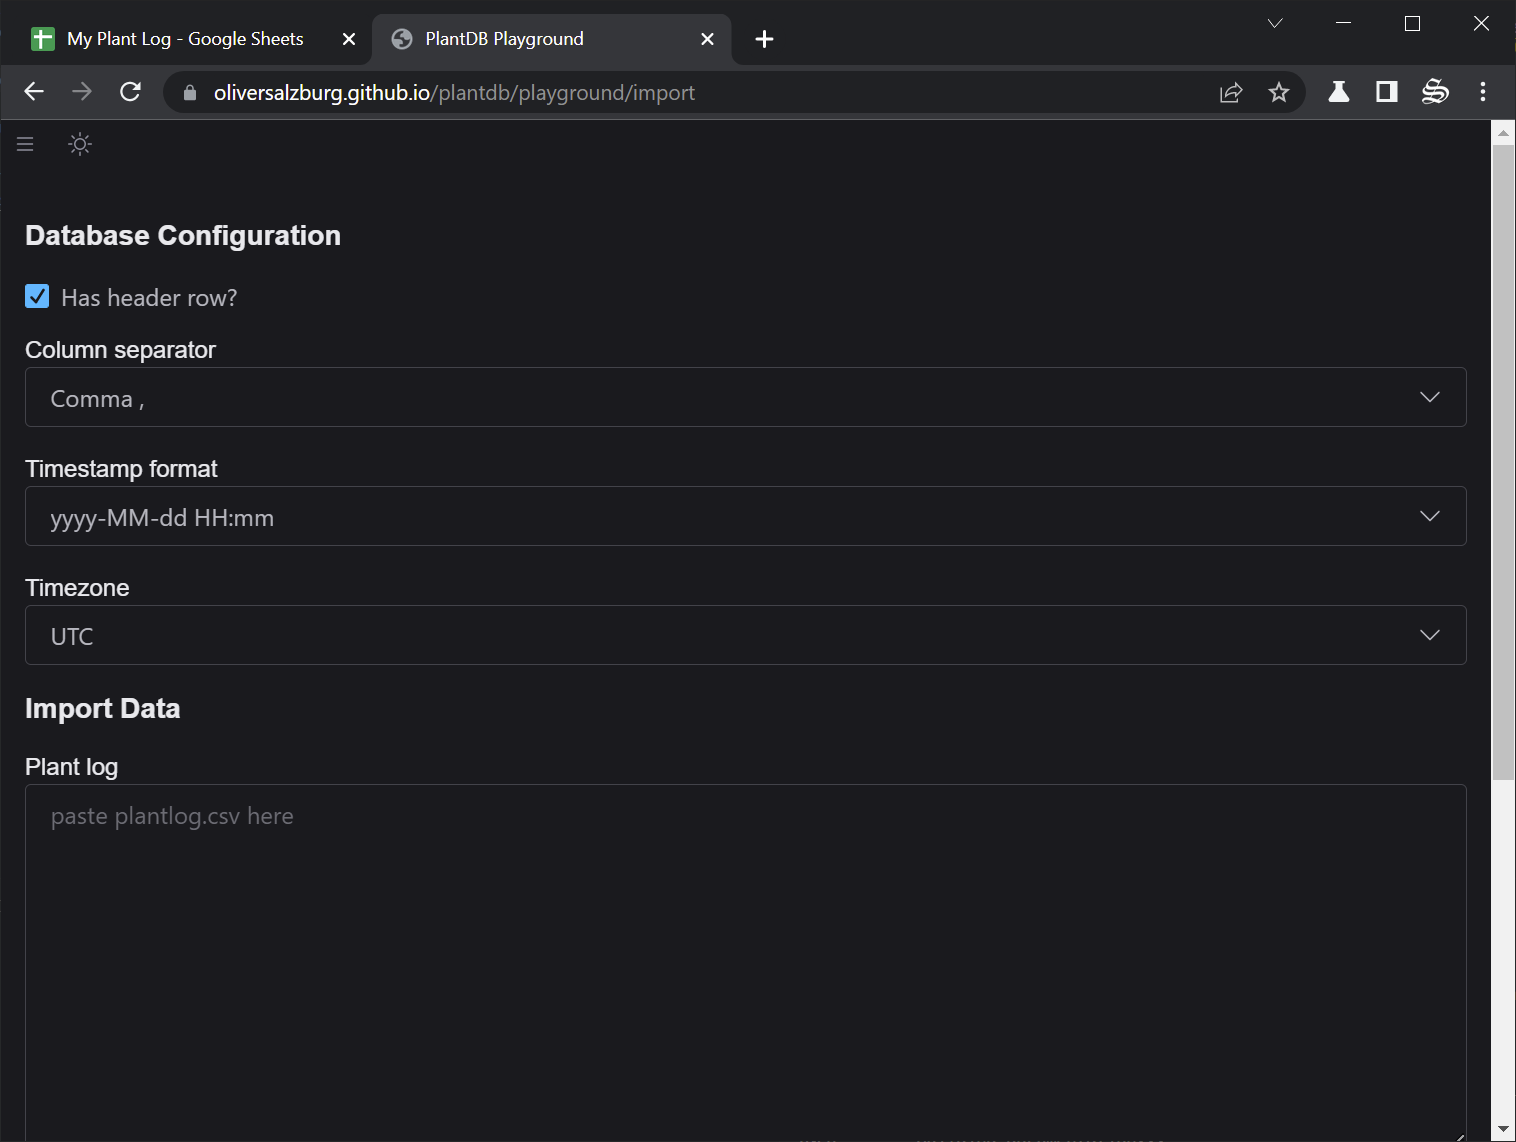 My Plant Log - Google Sheets
PlantDB Playground
oliversalzburg.github.io/plantdb/playground/import
Database Configuration
Has header row?
Column separator
Comma ,
Timestamp format
yyyy-MM-dd HH:mm
Timezone
UTC
Import Data
Plant log
paste plantlog.csv here